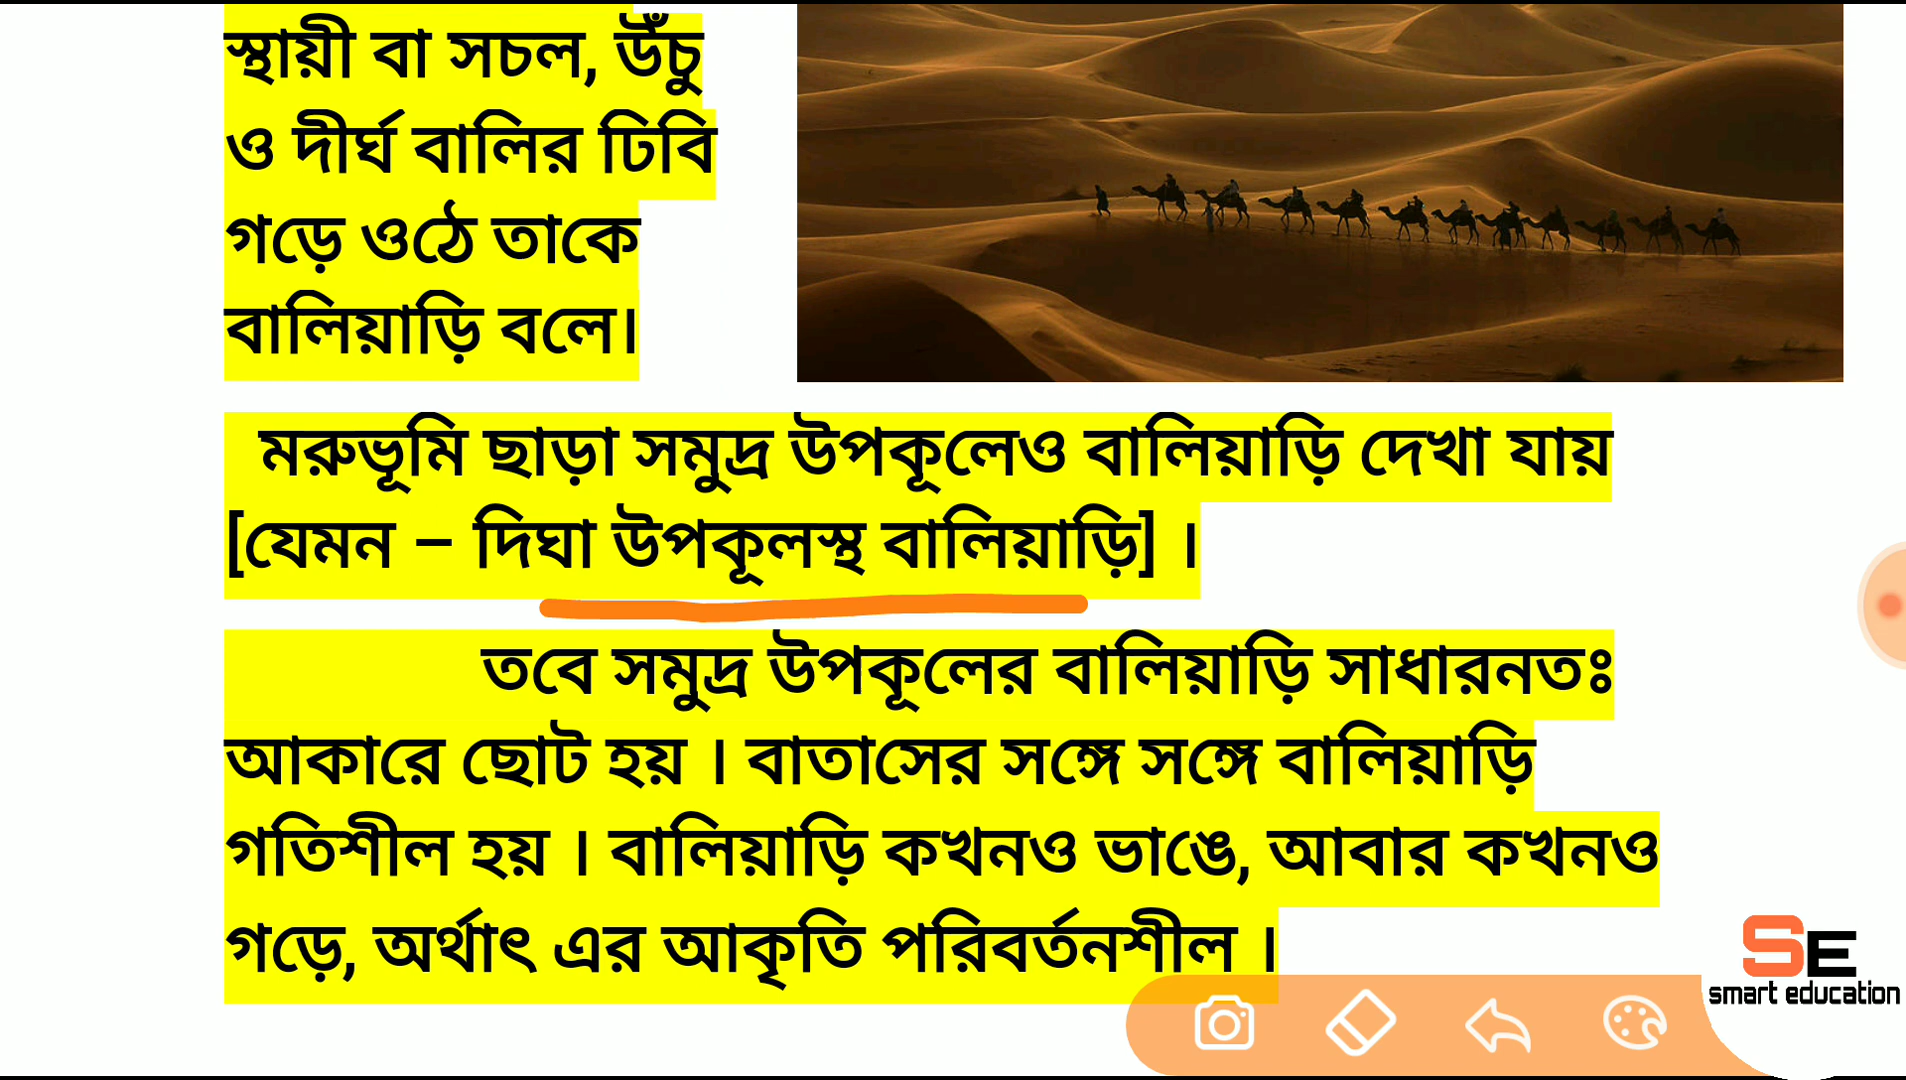 স্থায়ী বা সচল, উঁচু
ও দীর্ঘ বালির ঢিবি
গড়ে ওঠে তাকে
বালিয়াড়ি বলে।
মরুভূমি ছাড়া সমুদ্র উপকূলেও বালিয়াড়ি দেখা যায়
[যেমন – দিঘা উপকূলস্থ বালিয়াড়ি] ।
তবে সমুদ্র উপকূলের বালিয়াড়ি সাধারনতঃ
আকারে ছোট হয় । বাতাসের সঙ্গে সঙ্গে বালিয়াড়ি
গতিশীল হয় । বালিয়াড়ি কখনও ভাঙে, আবার কখনও
গড়ে, অর্থাৎ এর আকৃতি পরিবর্তনশীল ।
SE
smart education